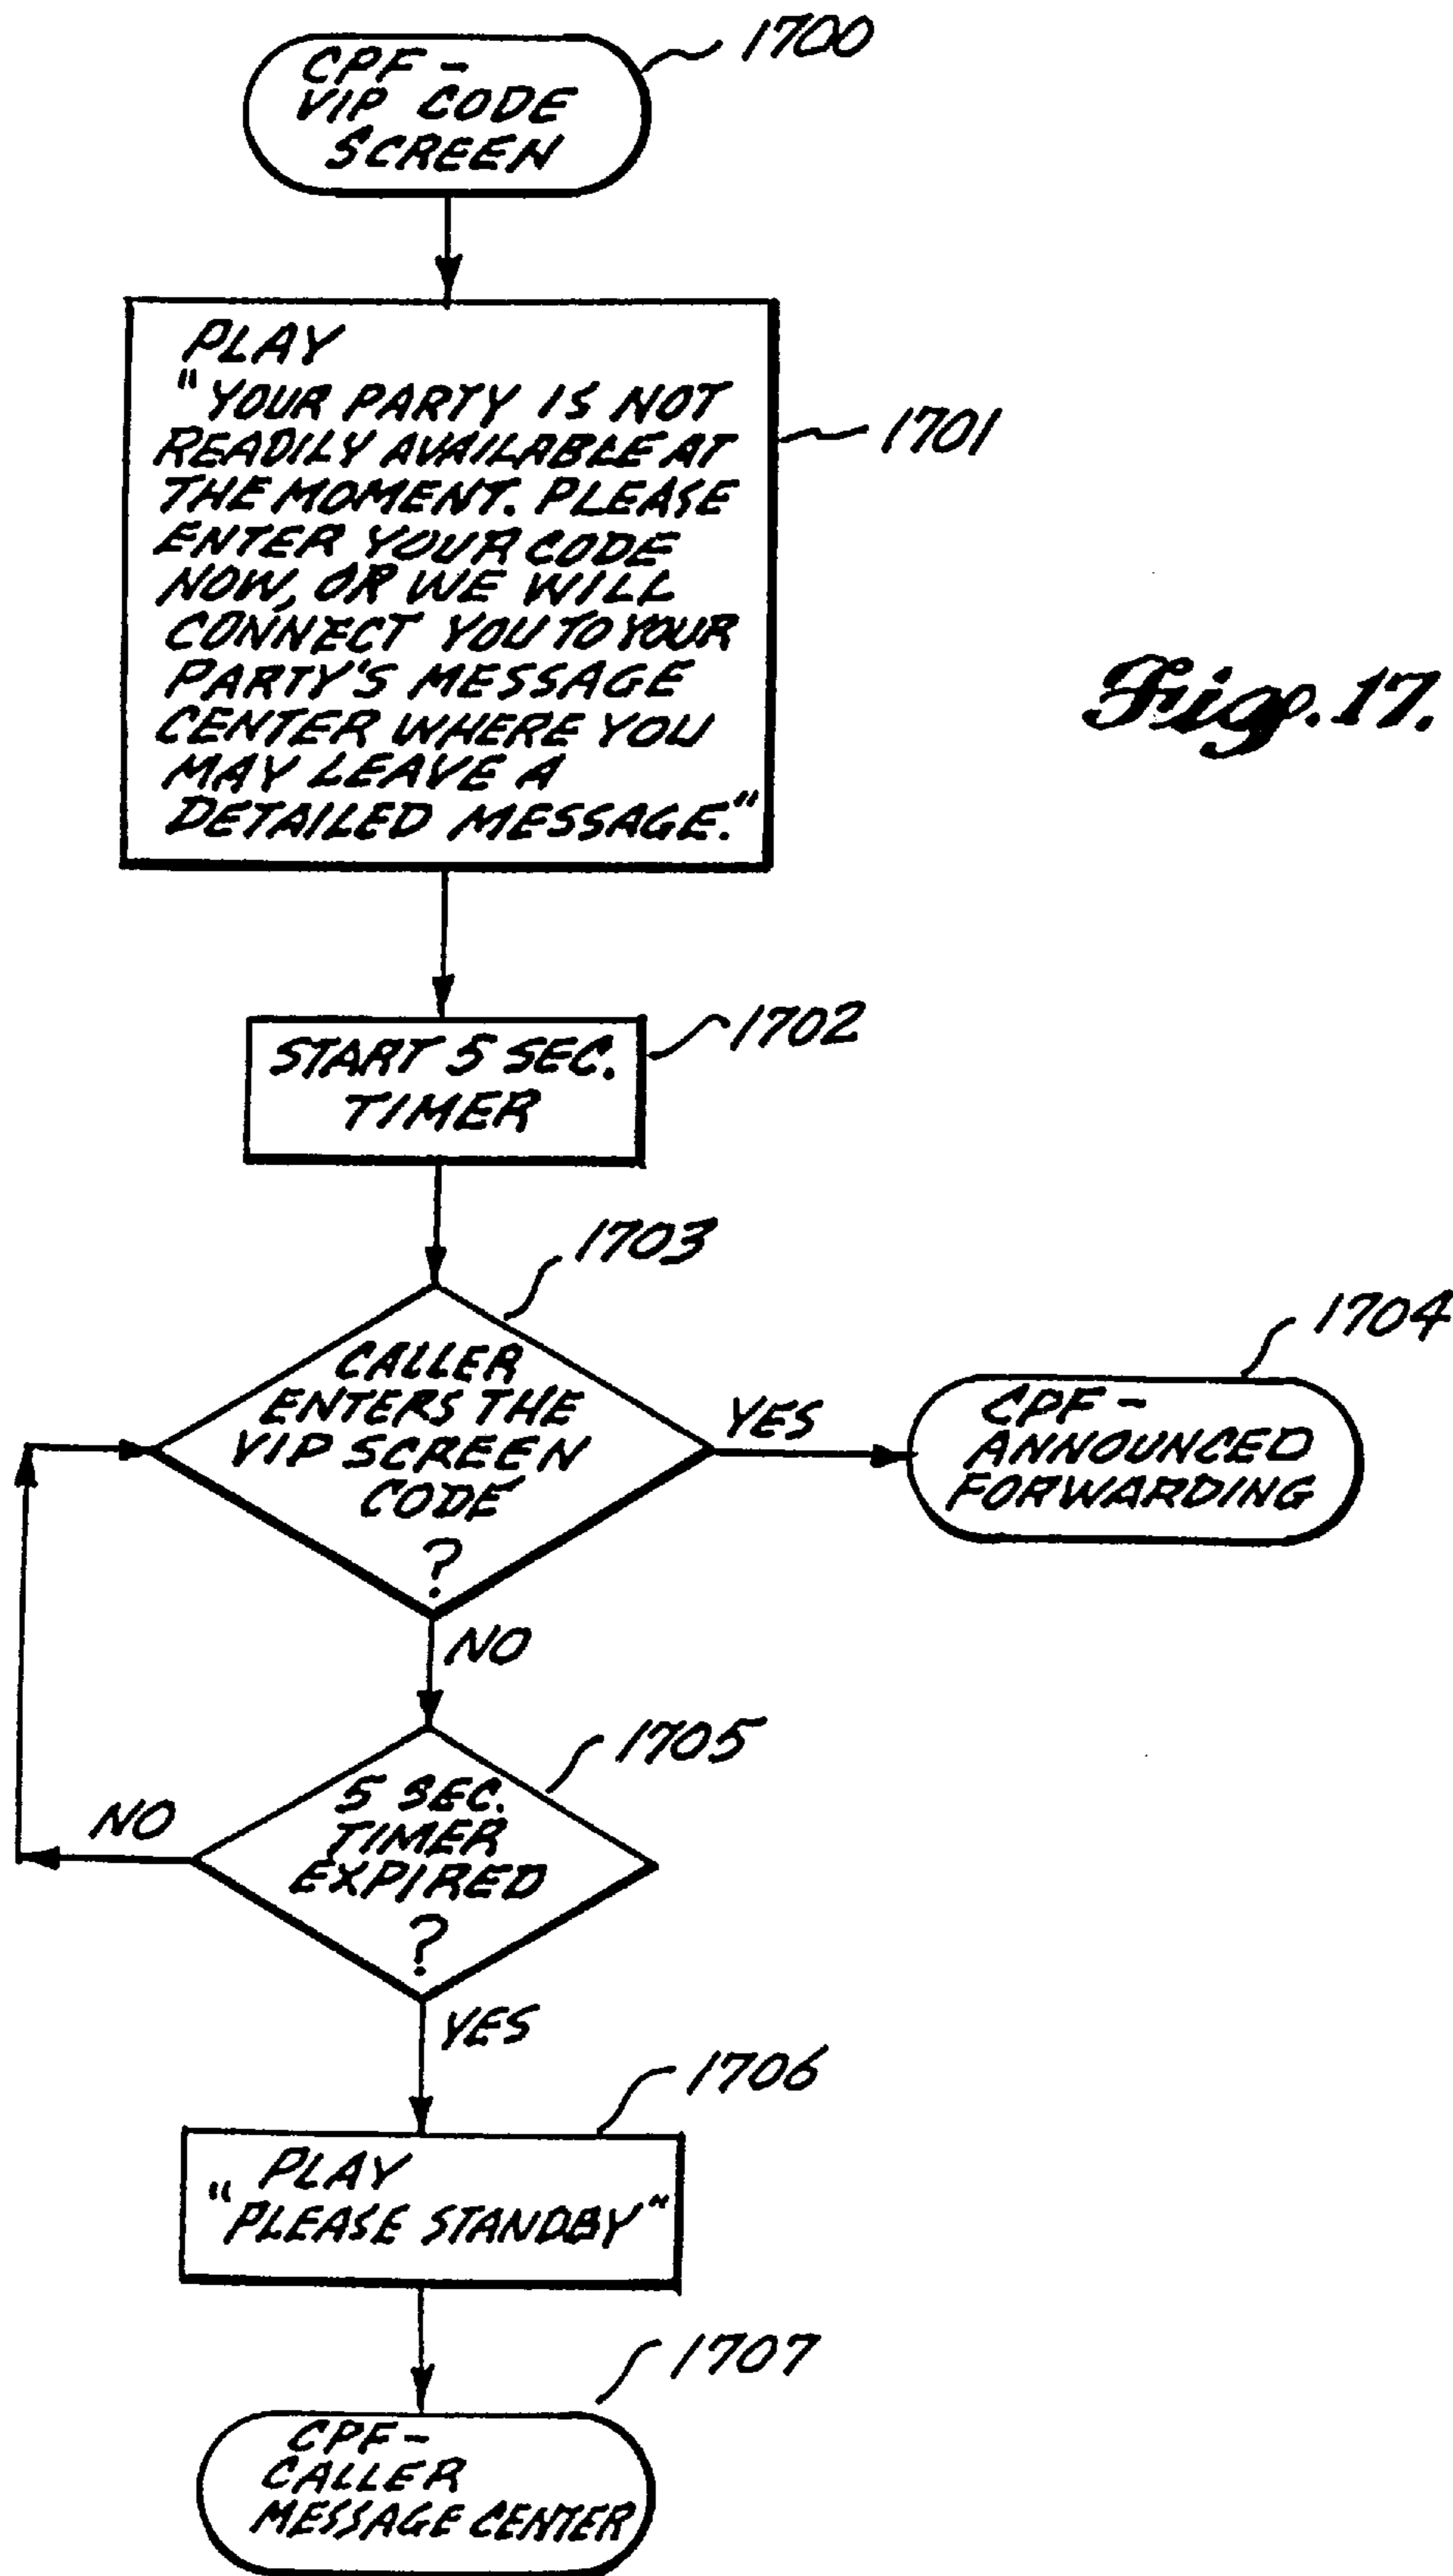 1700
CPF -
VIP CODE
SCREEN
PLAY
"YOUR PARTY IS NOT
READILY AVAILABLE AT
THE MOMENT. PLEASE
ENTER YOUR CODE
NOW, OR WE WILL
CONNECT YOU TO YOUR
PARTY'S MESSAGE
CENTER WHERE YOU
MAY LEAVE A
DETAILED MESSAGE."
1701
Fig. 17.
START 5 SEC.
TIMER
1702
1703
CALLER
ENTERS THE
VIP SCREEN
CODE
?
YES
1704
CPF -
ANNOUNCED
FORWARDING
NO
1705
5 SEC.
TIMER
EXPIRED
?
NO
YES
1706
PLAY
"PLEASE STANDBY"
1707
CPF -
CALLER
MESSAGE CENTER